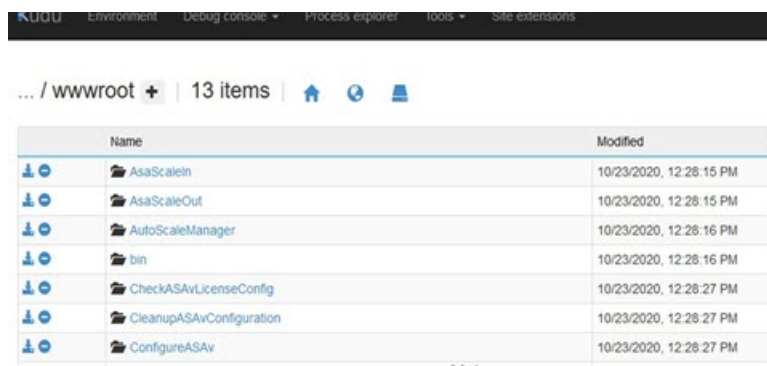 Kudu Environment Debug console Process explorer Tools Site extensions
... / wwwroot + 13 items
Name Modified
AsaScaleIn 10/23/2020, 12:28:15 PM
AsaScaleOut 10/23/2020, 12:28:15 PM
AutoScaleManager 10/23/2020, 12:28:16 PM
bin 10/23/2020, 12:28:16 PM
CheckASAvLicenseConfig 10/23/2020, 12:28:27 PM
CleanupASAvConfiguration 10/23/2020, 12:28:27 PM
ConfigureASAv 10/23/2020, 12:28:27 PM